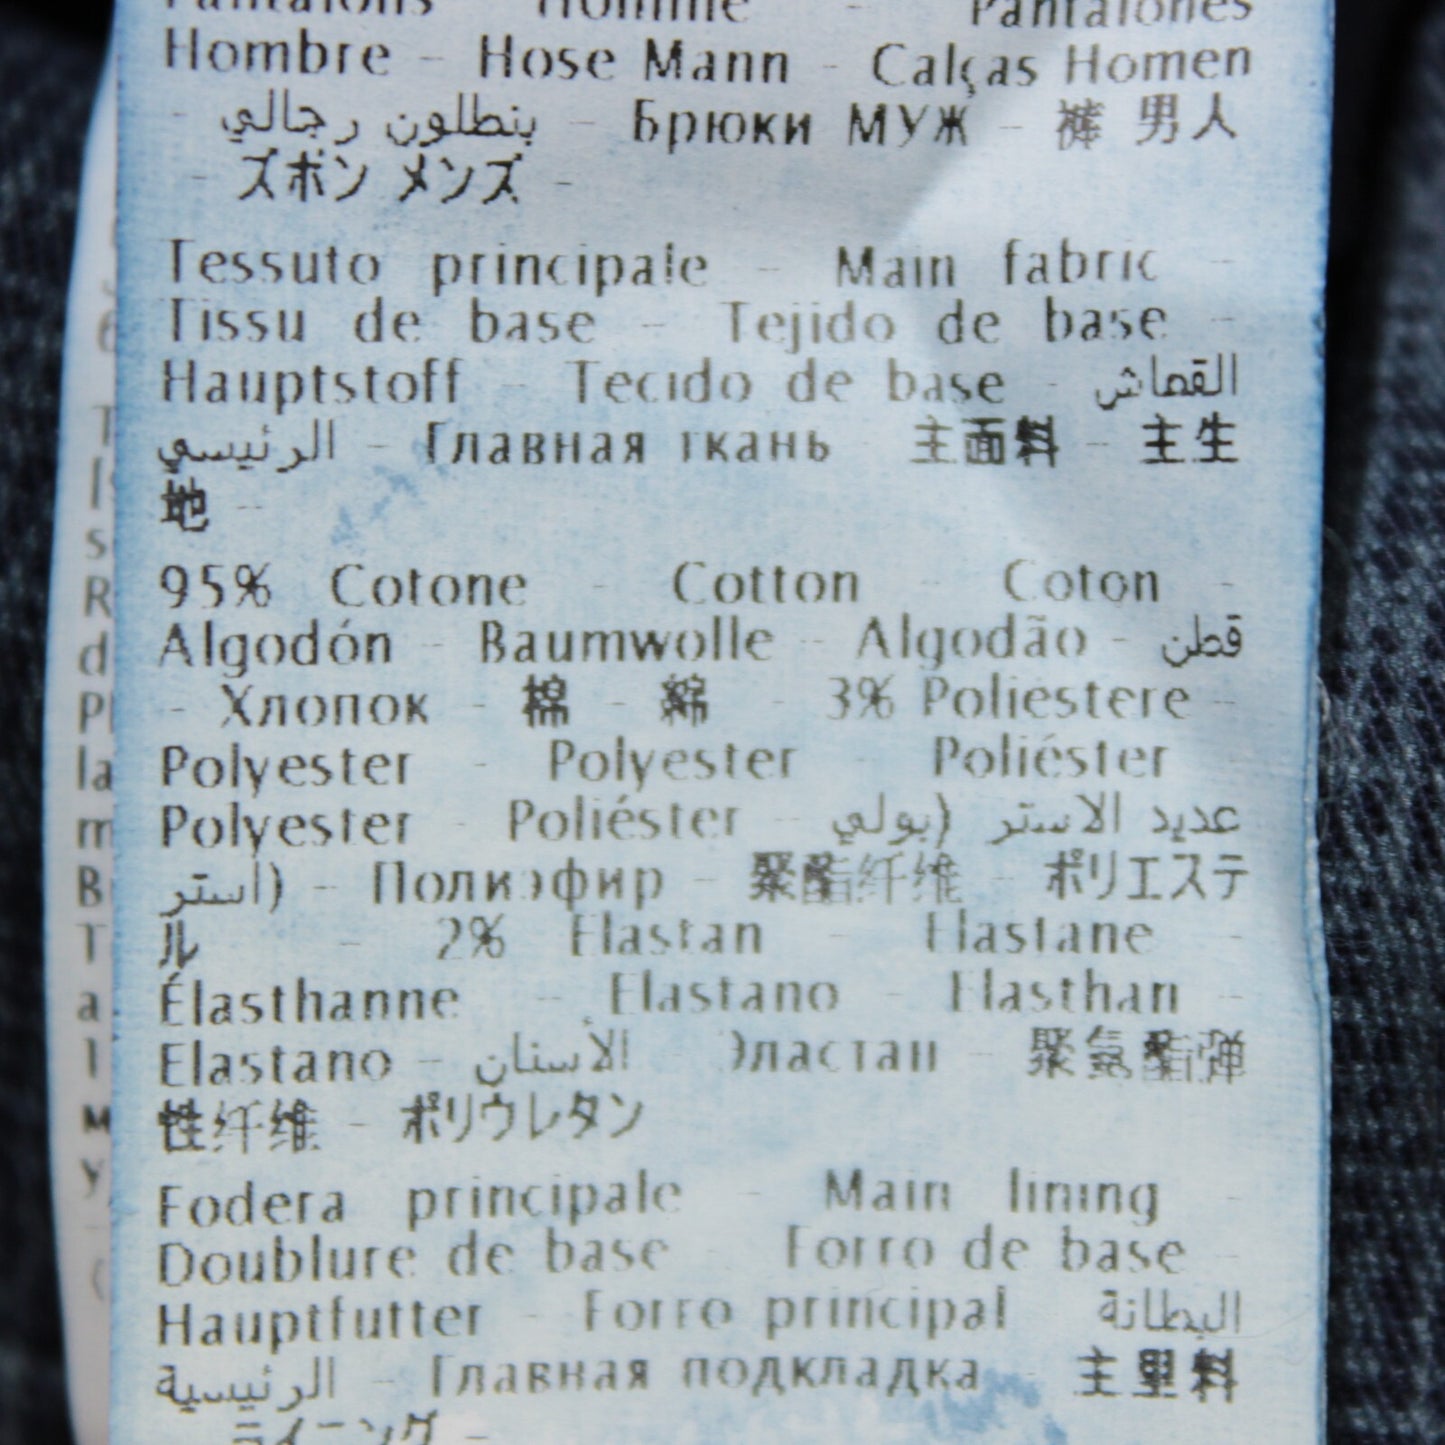 Pantalons Homme - Pantalones
Hombre - Hose Mann - Calças Homen
- بنطلون رجالي - Брюки МУЖ - 裤 男人
- ズボン メンズ -
Tessuto principale - Main fabric -
Tissu de base - Tejido de base -
Hauptstoff - Tecido de base - القماش
الرئيسي - Главная ткань - 主面料 - 主生
地 -
95% Cotone - Cotton - Coton -
Algodón - Baumwolle - Algodão - قطن
- Хлопок - 棉 - 綿 - 3% Poliestere -
Polyester - Polyester - Poliéster
Polyester - Poliéster - عديد الاستر (بولي
استر) - Полиэфир - 聚酯纤维 - ポリエステ
ル - 2% Elastan - Elastane -
Élasthanne - Elastano - Elasthan -
Elastano - الأستان Эластан - 聚氨酯弹
性纤维 - ポリウレタン
Fodera principale - Main lining -
Doublure de base - Forro de base -
Hauptfutter - Forro principal البطانة
الرئيسية - Главная подкладка - 主里料